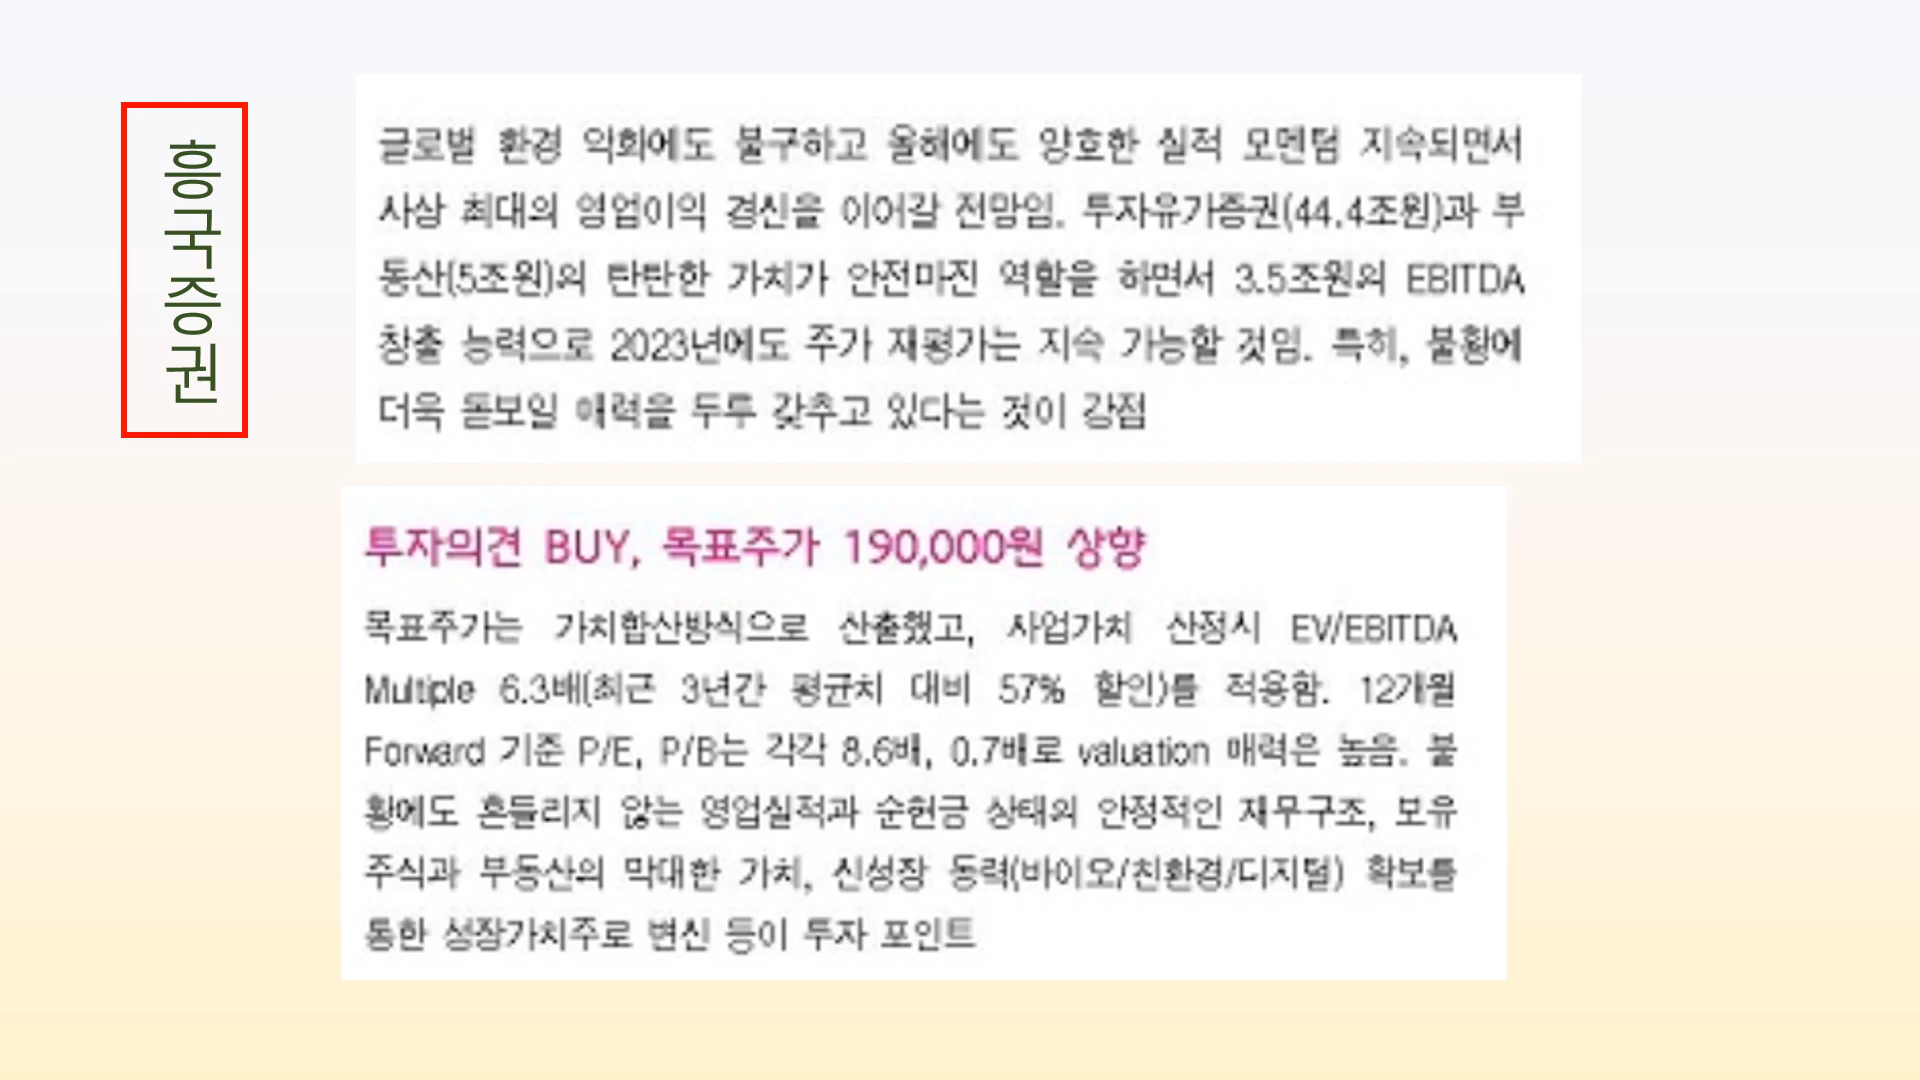 흥국증권
글로벌 환경 악화에도 불구하고 올해에도 양호한 실적 모멘텀 지속되면서
사상 최대의 영업이익 경신을 이어갈 전망임. 투자유가증권(44.4조원)과 부
동산(5조원)의 탄탄한 가치가 안전마진 역할을 하면서 3.5조원의 EBITDA
창출 능력으로 2023년에도 주가 재평가는 지속 가능할 것임. 특히, 불황에
더욱 돋보일 매력을 두루 갖추고 있다는 것이 강점
투자의견 BUY, 목표주가 190,000원 상향
목표주가는 가치합산방식으로 산출했고, 사업가치 산정시 EV/EBITDA
Multiple 6.3배(최근 3년간 평균치 대비 57% 할인)를 적용함. 12개월
Forward 기준 P/E, P/B는 각각 8.6배, 0.7배로 valuation 매력은 높음. 불
황에도 흔들리지 않는 영업실적과 순현금 상태의 안정적인 재무구조, 보유
주식과 부동산의 막대한 가치, 신성장 동력(바이오/친환경/디지털) 확보를
통한 성장가치주로 변신 등이 투자 포인트